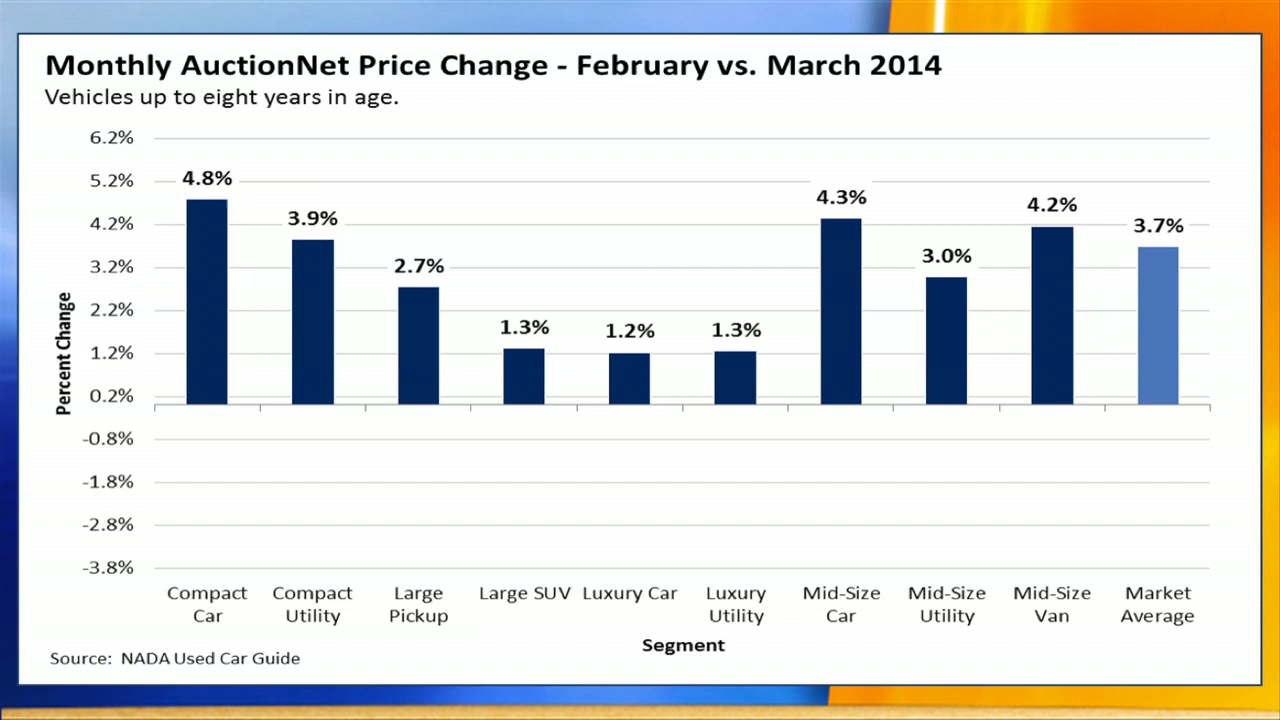 Monthly AuctionNet Price Change - February vs. March 2014
Vehicles up to eight years in age.
6.2%
5.2%
4.2%
3.2%
2.2%
1.2%
0.2%
-0.8%
-1.8%
-2.8%
-3.8%
Percent Change
4.8%
3.9%
2.7%
1.3%
1.2%
1.3%
4.3%
3.0%
4.2%
3.7%
Compact
Car
Compact
Utility
Large
Pickup
Large SUV
Luxury Car
Luxury
Utility
Mid-Size
Car
Mid-Size
Utility
Mid-Size
Van
Market
Average
Segment
Source: NADA Used Car Guide